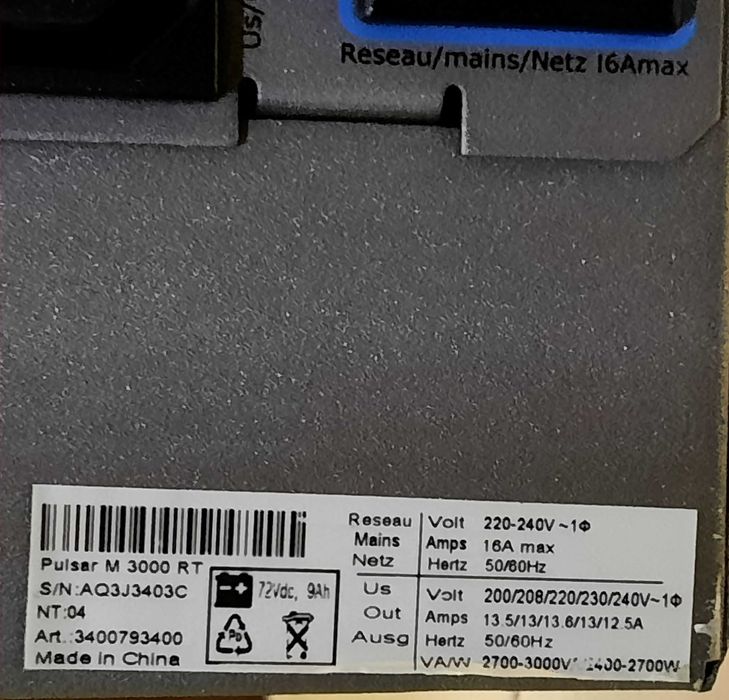 Us/
Reseau/mains/Netz 16Amax
Pulsar M 3000 RT
S/N:AQ3J3403C
NT:04
Art.:3400793400
Made in China
72Vdc, 9Ah
Pb
Reseau Mains Netz
Volt 220-240V ~1Φ
Amps 16A max
Hertz 50/60Hz
Us Out Ausg
Volt 200/208/220/230/240V~1Φ
Amps 13.5/13/13.6/13/12.5A
Hertz 50/60Hz
VA/W 2700-3000V 2400-2700W